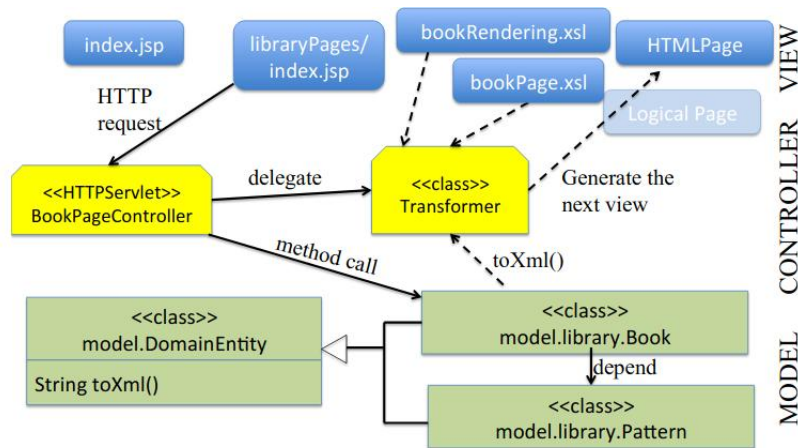 index.jsp
libraryPages/
index.jsp
bookRendering.xsl
HTMLPage
bookPage.xsl
Logical Page
VIEW
HTTP
request
<<HTTPServlet>>
BookPageController
delegate
<<class>>
Transformer
Generate the
next view
CONTROLLER
method call
toXml()
<<class>>
model.DomainEntity
String toXml()
<<class>>
model.library.Book
depend
<<class>>
model.library.Pattern
MODEL